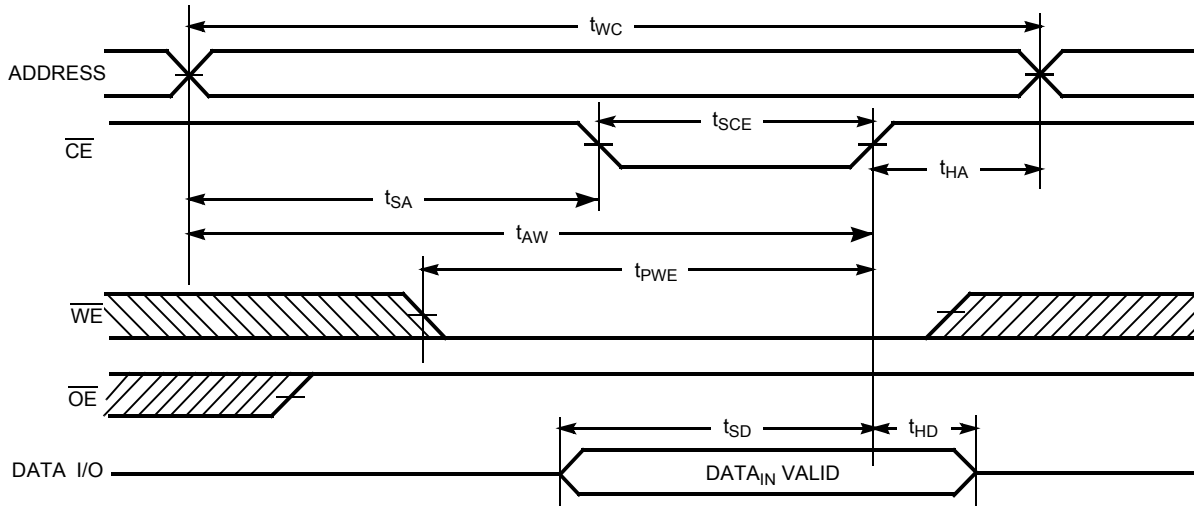 tWC
ADDRESS
tSCE
CE
tHA
tSA
tAW
tPWE
WE
OE
tSD
tHD
DATA I/O
DATAIN VALID